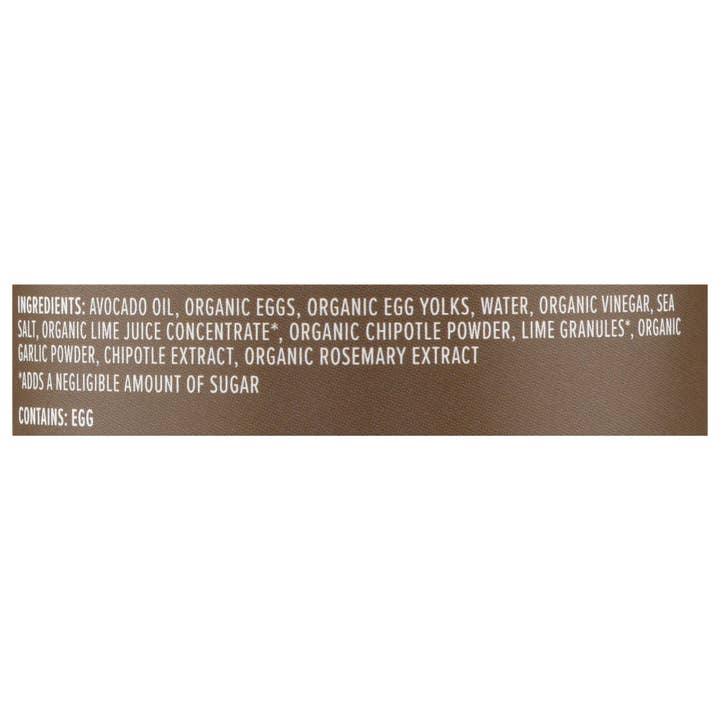 INGREDIENTS: AVOCADO OIL, ORGANIC EGGS, ORGANIC EGG YOLKS, WATER, ORGANIC VINEGAR, SEA
SALT, ORGANIC LIME JUICE CONCENTRATE*, ORGANIC CHIPOTLE POWDER, LIME GRANULES*, ORGANIC
GARLIC POWDER, CHIPOTLE EXTRACT, ORGANIC ROSEMARY EXTRACT
*ADDS A NEGLIGIBLE AMOUNT OF SUGAR
CONTAINS: EGG